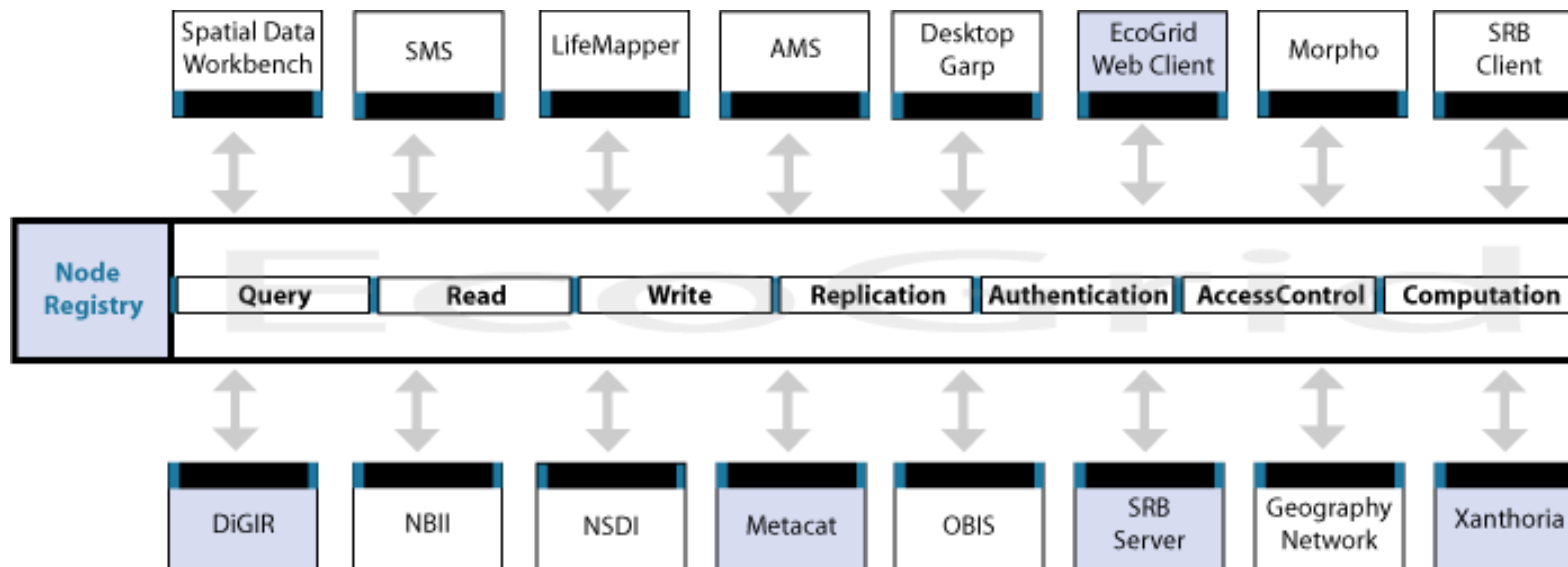 Spatial Data
Workbench
SMS
LifeMapper
AMS
Desktop
Garp
EcoGrid
Web Client
Morpho
SRB
Client
EcoGrid
Node
Registry
Query
Read
Write
Replication
Authentication
AccessControl
Computation
DiGIR
NBII
NSDI
Metacat
OBIS
SRB
Server
Geography
Network
Xanthoria